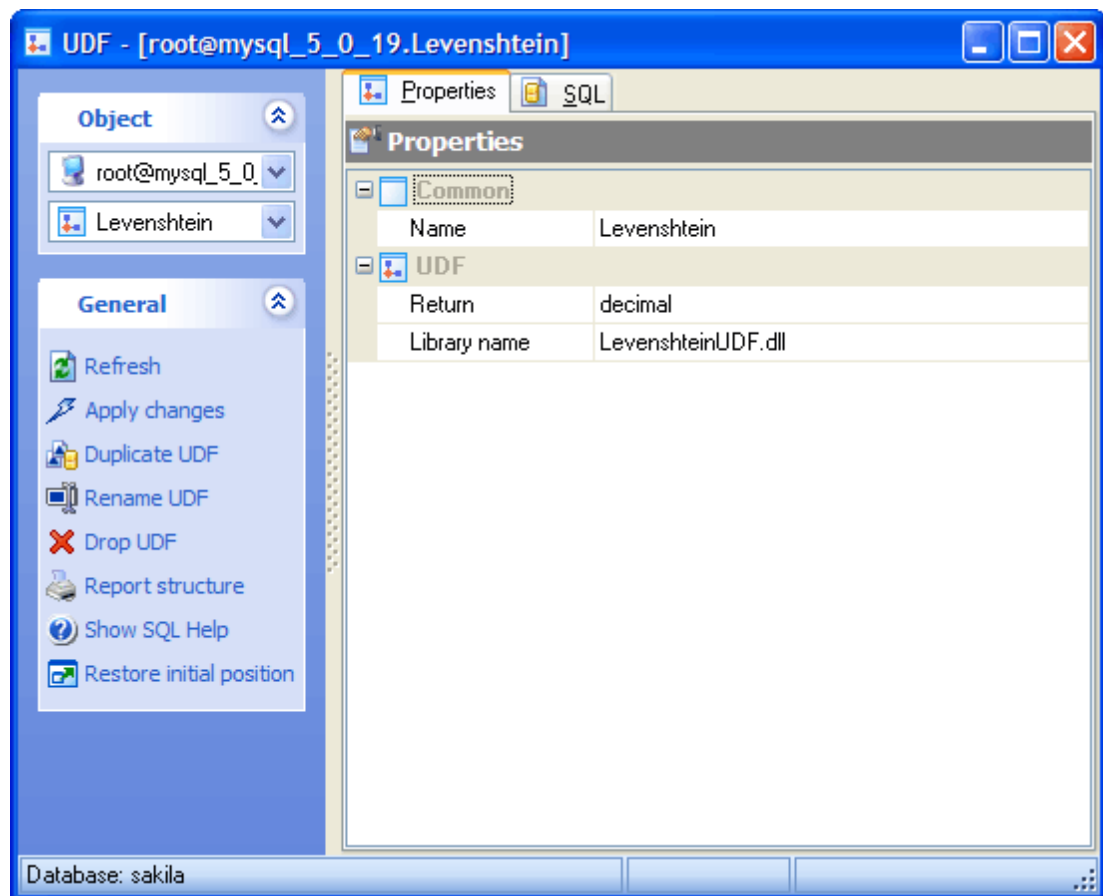 UDF - [root@mysql_5_0_19.Levenshtein]
Object
root@mysql_5_0_
Levenshtein
General
Refresh
Apply changes
Duplicate UDF
Rename UDF
Drop UDF
Report structure
Show SQL Help
Restore initial position
Properties SQL
Properties
Common
Name Levenshtein
UDF
Return decimal
Library name LevenshteinUDF.dll
Database: sakila